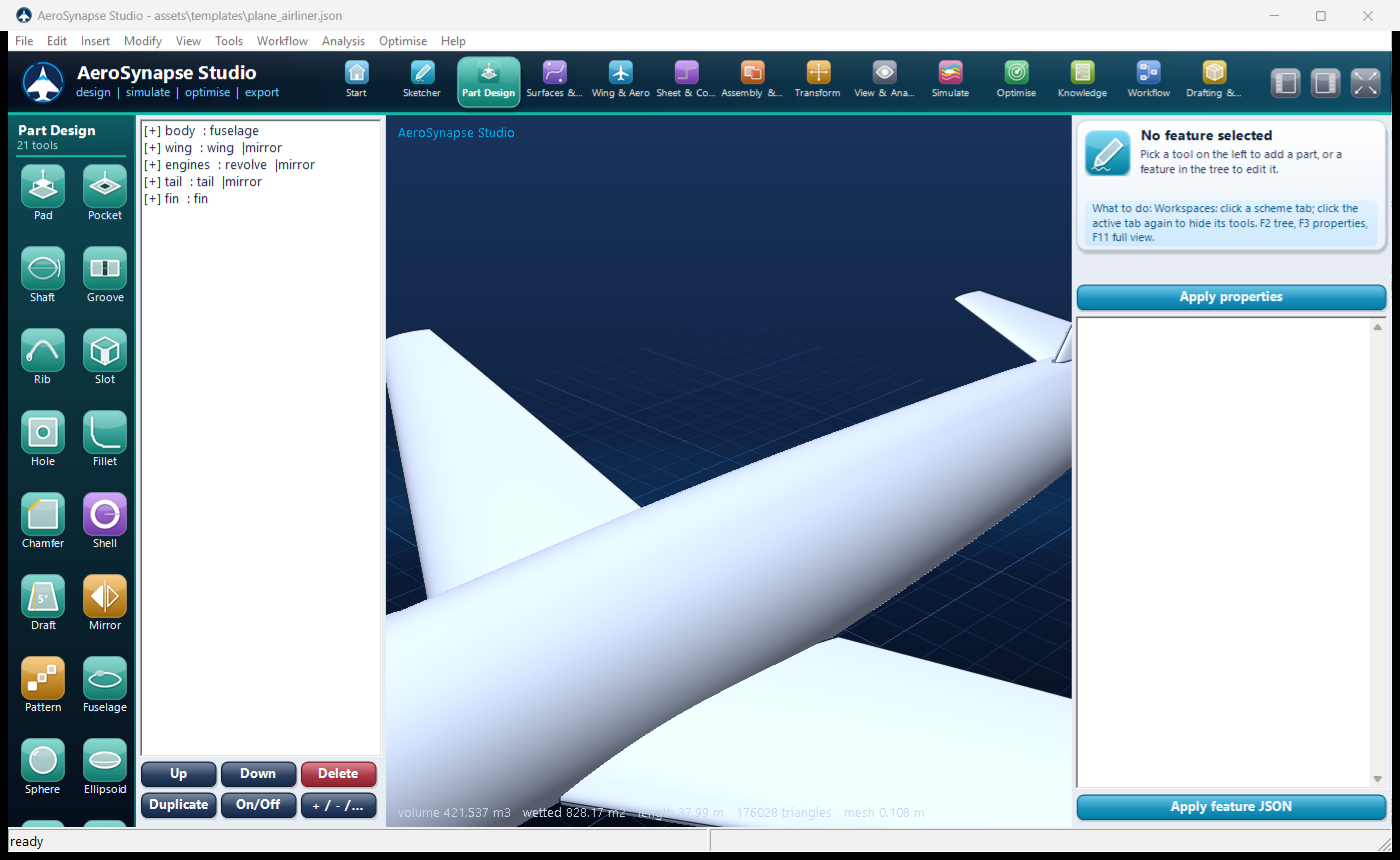 AeroSynapse Studio - assets\templates\plane_airliner.json
File Edit Insert Modify View Tools Workflow Analysis Optimise Help
AeroSynapse Studio
design | simulate | optimise | export
Start
Sketcher
Part Design
Surfaces &...
Wing & Aero
Sheet & Co...
Assembly &...
Transform
View & Ana...
Simulate
Optimise
Knowledge
Workflow
Drafting &...
Part Design
21 tools
Pad
Pocket
Shaft
Groove
Rib
Slot
Hole
Fillet
Chamfer
Shell
5°
Draft
Mirror
Pattern
Fuselage
Sphere
Ellipsoid
[+] body : fuselage
[+] wing : wing |mirror
[+] engines : revolve |mirror
[+] tail : tail |mirror
[+] fin : fin
Up
Down
Delete
Duplicate
On/Off
+ / - /...
AeroSynapse Studio
volume 421.537 m3 wetted 828.17 m2 length 37.99 m 176028 triangles mesh 0.108 m
No feature selected
Pick a tool on the left to add a part, or a
feature in the tree to edit it.
What to do: Workspaces: click a scheme tab; click the
active tab again to hide its tools. F2 tree, F3 properties,
F11 full view.
Apply properties
Apply feature JSON
ready